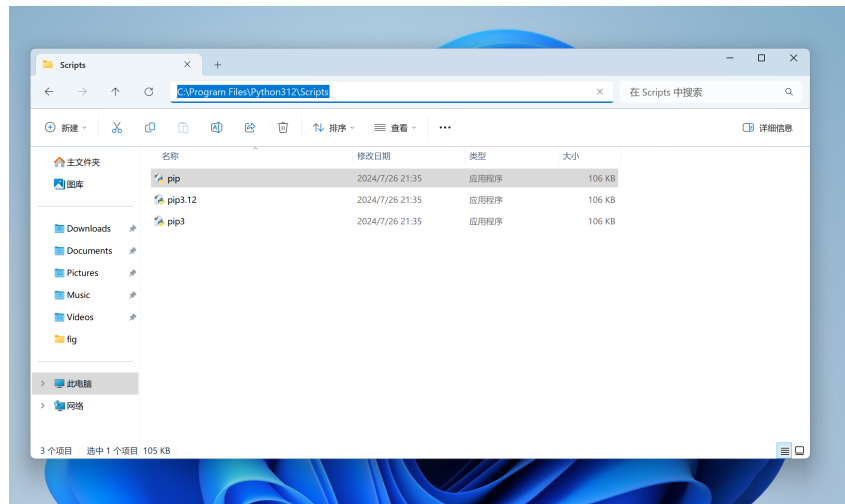 Scripts
C:\Program Files\Python312\Scripts
在 Scripts 中搜索
新建
排序
查看
详细信息
名称 修改日期 类型 大小
主文件夹
图库
Downloads
Documents
Pictures
Music
Videos
fig
此电脑
网络
pip 2024/7/26 21:35 应用程序 106 KB
pip3.12 2024/7/26 21:35 应用程序 106 KB
pip3 2024/7/26 21:35 应用程序 106 KB
3 个项目 选中 1 个项目 105 KB